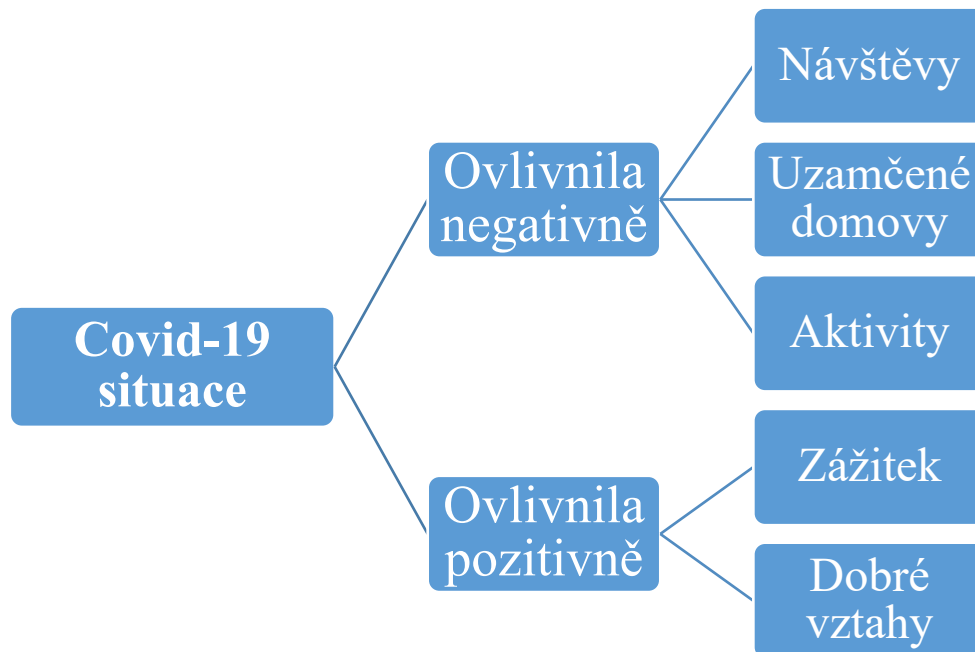 Covid-19
situace
Ovlivnila
negativně
Návštěvy
Uzamčené
domovy
Aktivity
Ovlivnila
pozitivně
Zážitek
Dobré
vztahy